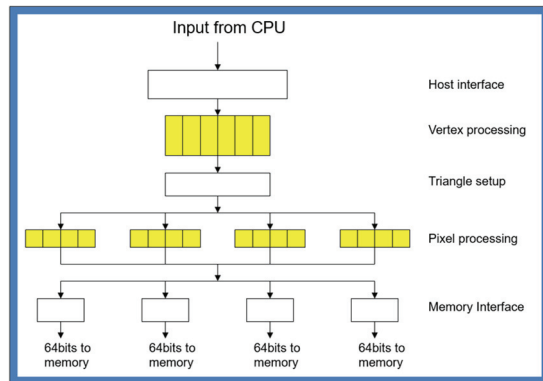 Input from CPU
Host interface
Vertex processing
Triangle setup
Pixel processing
Memory Interface
64bits to
memory
64bits to
memory
64bits to
memory
64bits to
memory